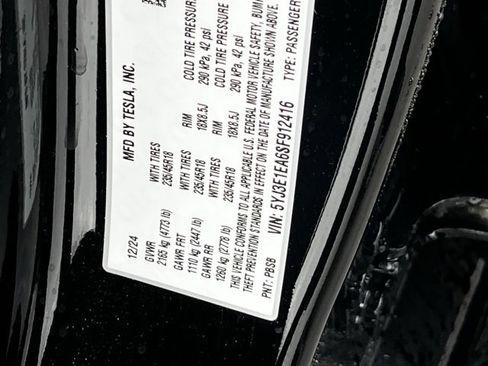 MFD BY TESLA, INC.
12/24
GVWR
2165 kg (4773 lb)
GAWR FRT WITH TIRES RIM COLD TIRE PRESSURE
1110 kg (2447 lb) 235/45R18 18X8.5J 290 kPa, 42 psi
GAWR RR WITH TIRES RIM COLD TIRE PRESSURE
1260 kg (2778 lb) 235/45R18 18X8.5J 290 kPa, 42 psi
THIS VEHICLE CONFORMS TO ALL APPLICABLE U.S. FEDERAL MOTOR VEHICLE SAFETY, BUM
THEFT PREVENTION STANDARDS IN EFFECT ON THE DATE OF MANUFACTURE SHOWN ABOVE.
VIN: 5YJ3E1EA6SF912416 TYPE: PASSENGER
PNT: PBSB